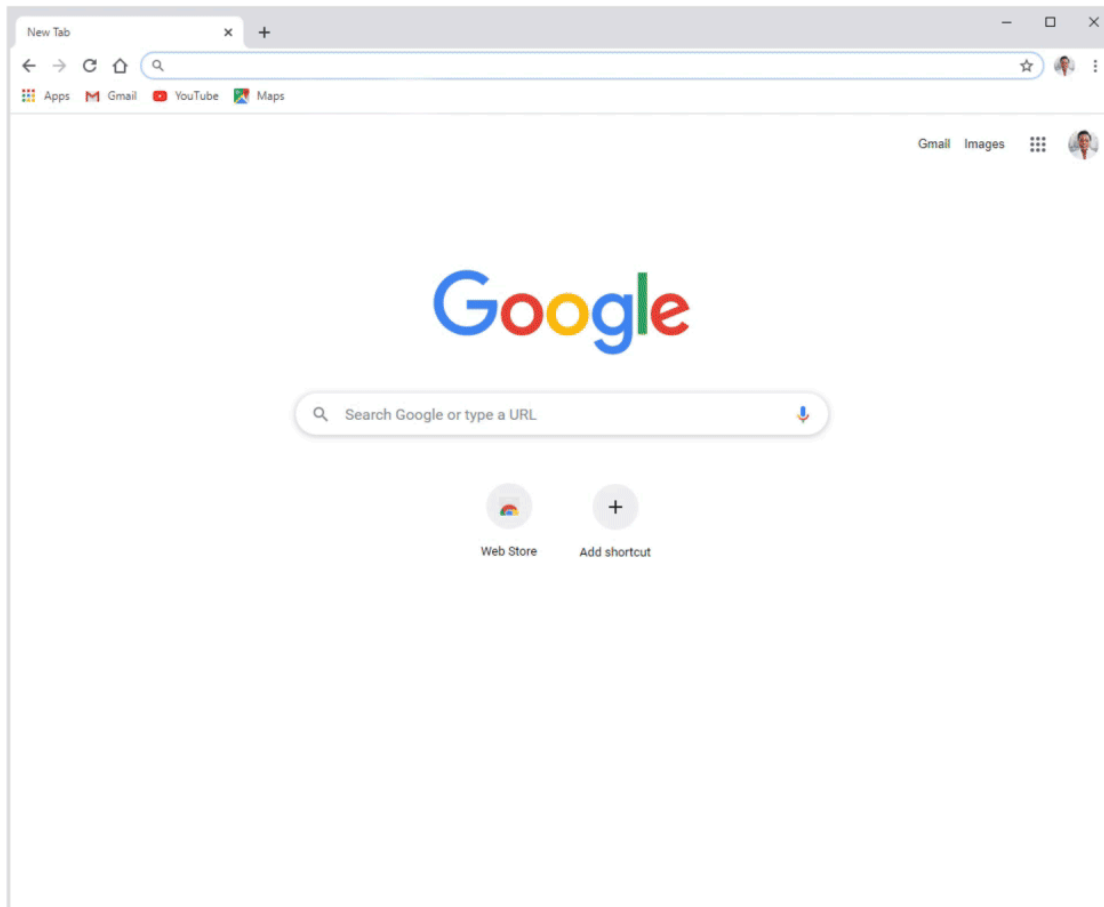 New Tab
Apps Gmail YouTube Maps
Gmail Images
Google
Search Google or type a URL
Web Store Add shortcut